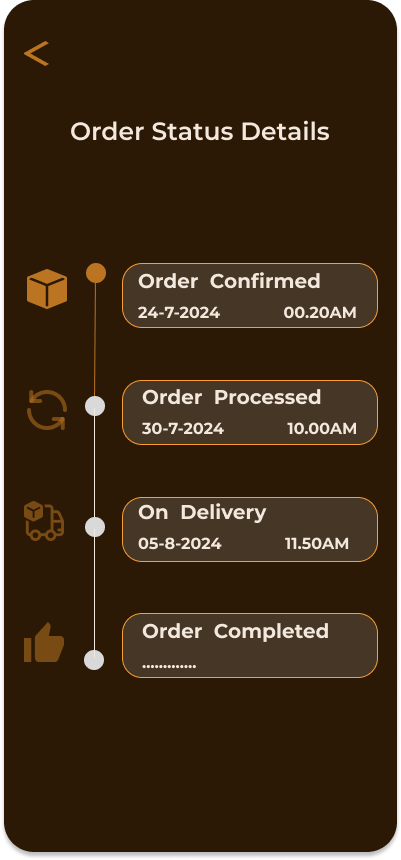 Order Status Details
Order Confirmed
24-7-2024 00.20AM
Order Processed
30-7-2024 10.00AM
On Delivery
05-8-2024 11.50AM
Order Completed
.............